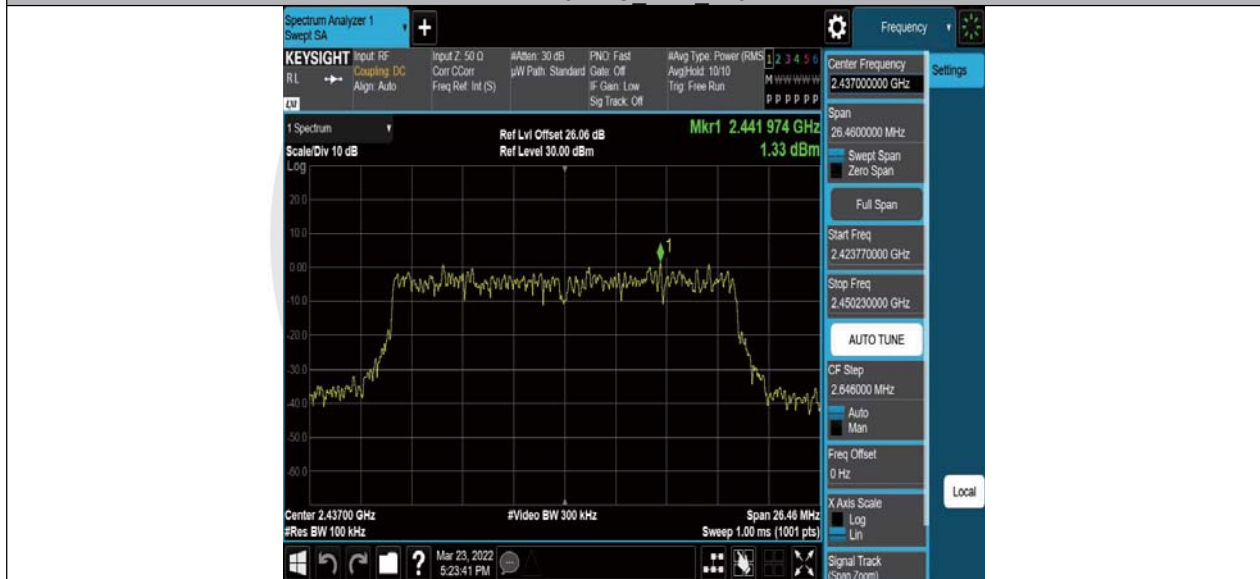 Spectrum Analyzer 1
Swept SA
+
Frequency
KEYSIGHT
RL
LXI
Input: RF
Coupling: DC
Align: Auto
Input Z: 50 Ω
Corr CCorr
Freq Ref: Int (S)
#Atten: 30 dB
µW Path: Standard
PNO: Fast
Gate: Off
IF Gain: Low
Sig Track: Off
#Avg Type: Power (RMS
Avg|Hold: 10/10
Trig: Free Run
1 2 3 4 5 6
M W W W W W
P P P P P P
Center Frequency
2.437000000 GHz
Settings
1 Spectrum
Scale/Div 10 dB
Log
Ref Lvl Offset 26.06 dB
Ref Level 30.00 dBm
Mkr1 2.441 974 GHz
1.33 dBm
Span
26.4600000 MHz
Swept Span
Zero Span
Full Span
Start Freq
2.423770000 GHz
Stop Freq
2.450230000 GHz
AUTO TUNE
CF Step
2.646000 MHz
Auto
Man
Freq Offset
0 Hz
X Axis Scale
Log
Lin
Signal Track
(Span Zoom)
Local
20.0
10.0
0.00
-10.0
-20.0
-30.0
-40.0
-50.0
-60.0
1
Center 2.43700 GHz
#Res BW 100 kHz
#Video BW 300 kHz
Span 26.46 MHz
Sweep 1.00 ms (1001 pts)
?
Mar 23, 2022
5:23:41 PM